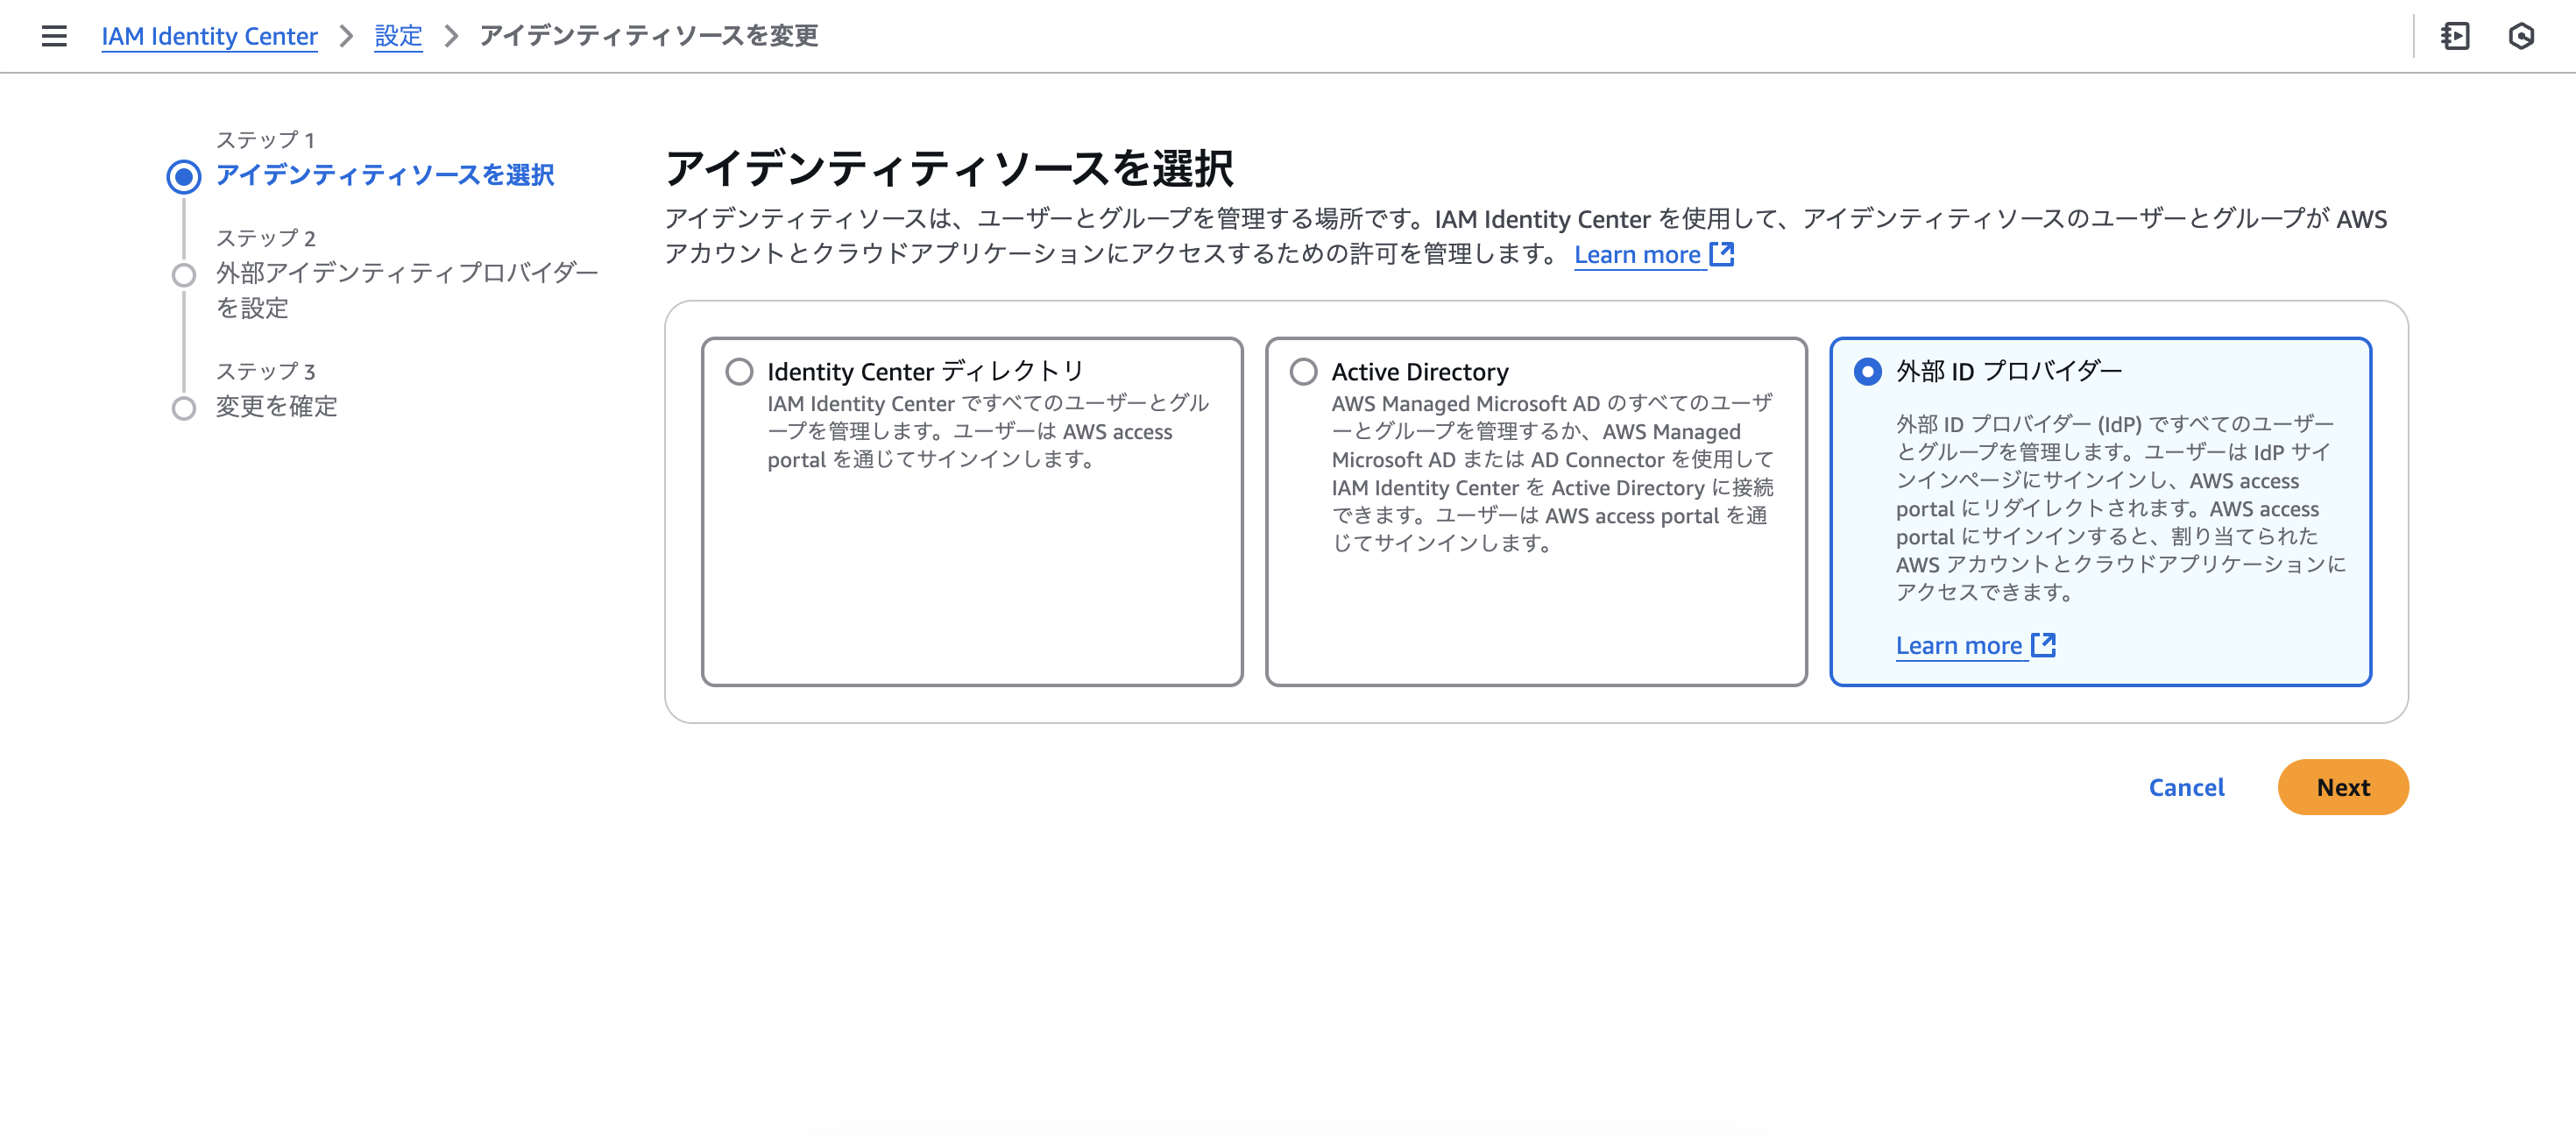 IAM Identity Center
設定
アイデンティティソースを変更
ステップ 1
アイデンティティソースを選択
ステップ 2
外部アイデンティティプロバイダー
を設定
ステップ 3
変更を確定
アイデンティティソースを選択
アイデンティティソースは、ユーザーとグループを管理する場所です。IAM Identity Center を使用して、アイデンティティソースのユーザーとグループが AWS
アカウントとクラウドアプリケーションにアクセスするための許可を管理します。 Learn more
Identity Center ディレクトリ
IAM Identity Center ですべてのユーザーとグル
ープを管理します。ユーザーは AWS access
portal を通じてサインインします。
Active Directory
AWS Managed Microsoft AD のすべてのユーザ
ーとグループを管理するか、AWS Managed
Microsoft AD または AD Connector を使用して
IAM Identity Center を Active Directory に接続
できます。ユーザーは AWS access portal を通
じてサインインします。
外部 ID プロバイダー
外部 ID プロバイダー (IdP) ですべてのユーザー
とグループを管理します。ユーザーは IdP サイ
ンインページにサインインし、AWS access
portal にリダイレクトされます。AWS access
portal にサインインすると、割り当てられた
AWS アカウントとクラウドアプリケーションに
アクセスできます。
Learn more
Cancel
Next